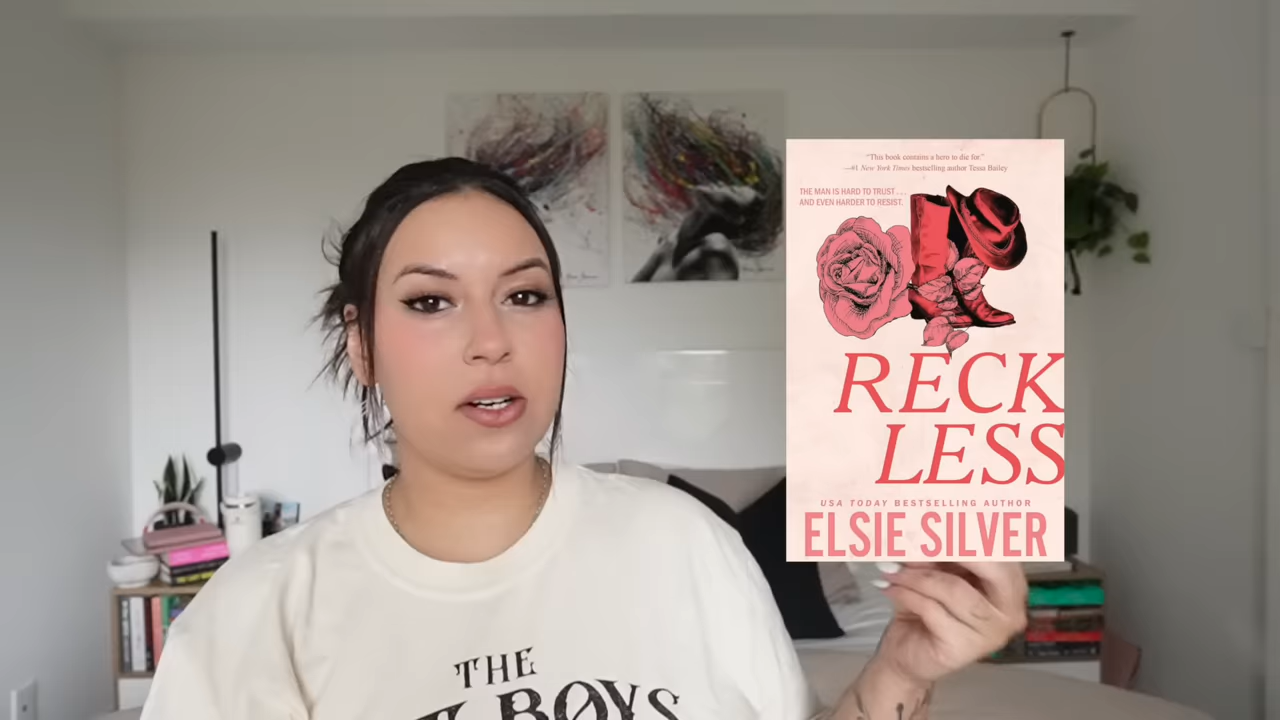 "This book contains a hero to die for."
—#1 New York Times bestselling author Tessa Bailey
THE MAN IS HARD TO TRUST . . .
AND EVEN HARDER TO RESIST.
RECK
LESS
USA TODAY BESTSELLING AUTHOR
ELSIE SILVER
THE
BOYS